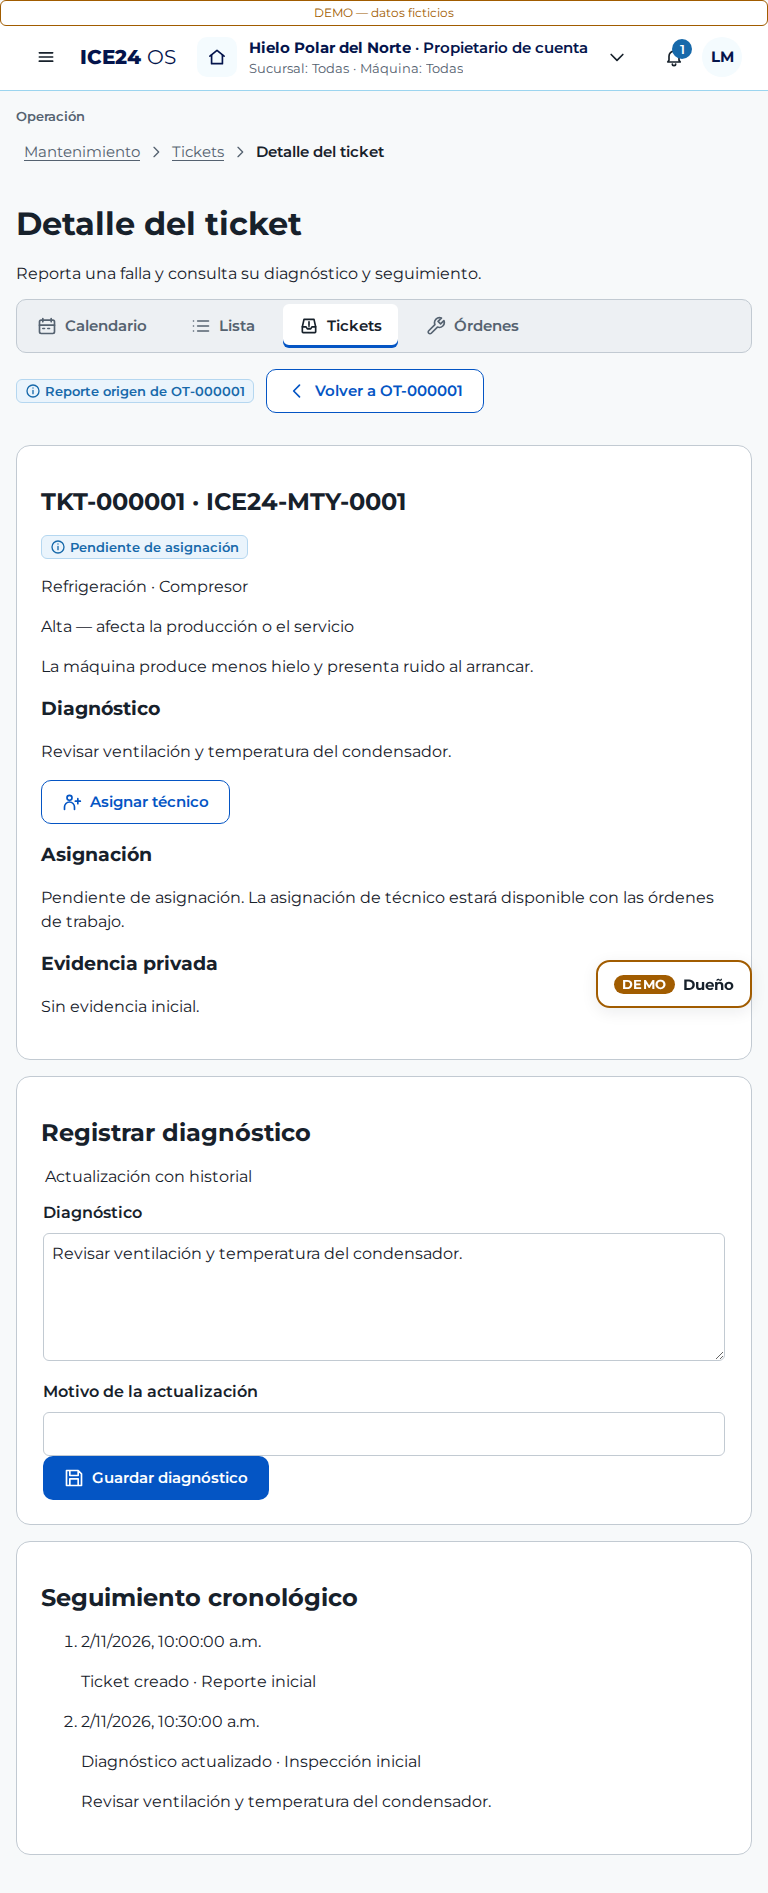 DEMO — datos ficticios
ICE24 OS
Hielo Polar del Norte · Propietario de cuenta
Sucursal: Todas · Máquina: Todas
1
LM
Operación
Mantenimiento > Tickets > Detalle del ticket
Detalle del ticket
Reporta una falla y consulta su diagnóstico y seguimiento.
Calendario Lista Tickets Órdenes
Reporte origen de OT-000001
Volver a OT-000001
TKT-000001 · ICE24-MTY-0001
Pendiente de asignación
Refrigeración · Compresor
Alta — afecta la producción o el servicio
La máquina produce menos hielo y presenta ruido al arrancar.
Diagnóstico
Revisar ventilación y temperatura del condensador.
Asignar técnico
Asignación
Pendiente de asignación. La asignación de técnico estará disponible con las órdenes
de trabajo.
Evidencia privada
DEMO Dueño
Sin evidencia inicial.
Registrar diagnóstico
Actualización con historial
Diagnóstico
Revisar ventilación y temperatura del condensador.
Motivo de la actualización
Guardar diagnóstico
Seguimiento cronológico
1. 2/11/2026, 10:00:00 a.m.
Ticket creado · Reporte inicial
2. 2/11/2026, 10:30:00 a.m.
Diagnóstico actualizado · Inspección inicial
Revisar ventilación y temperatura del condensador.